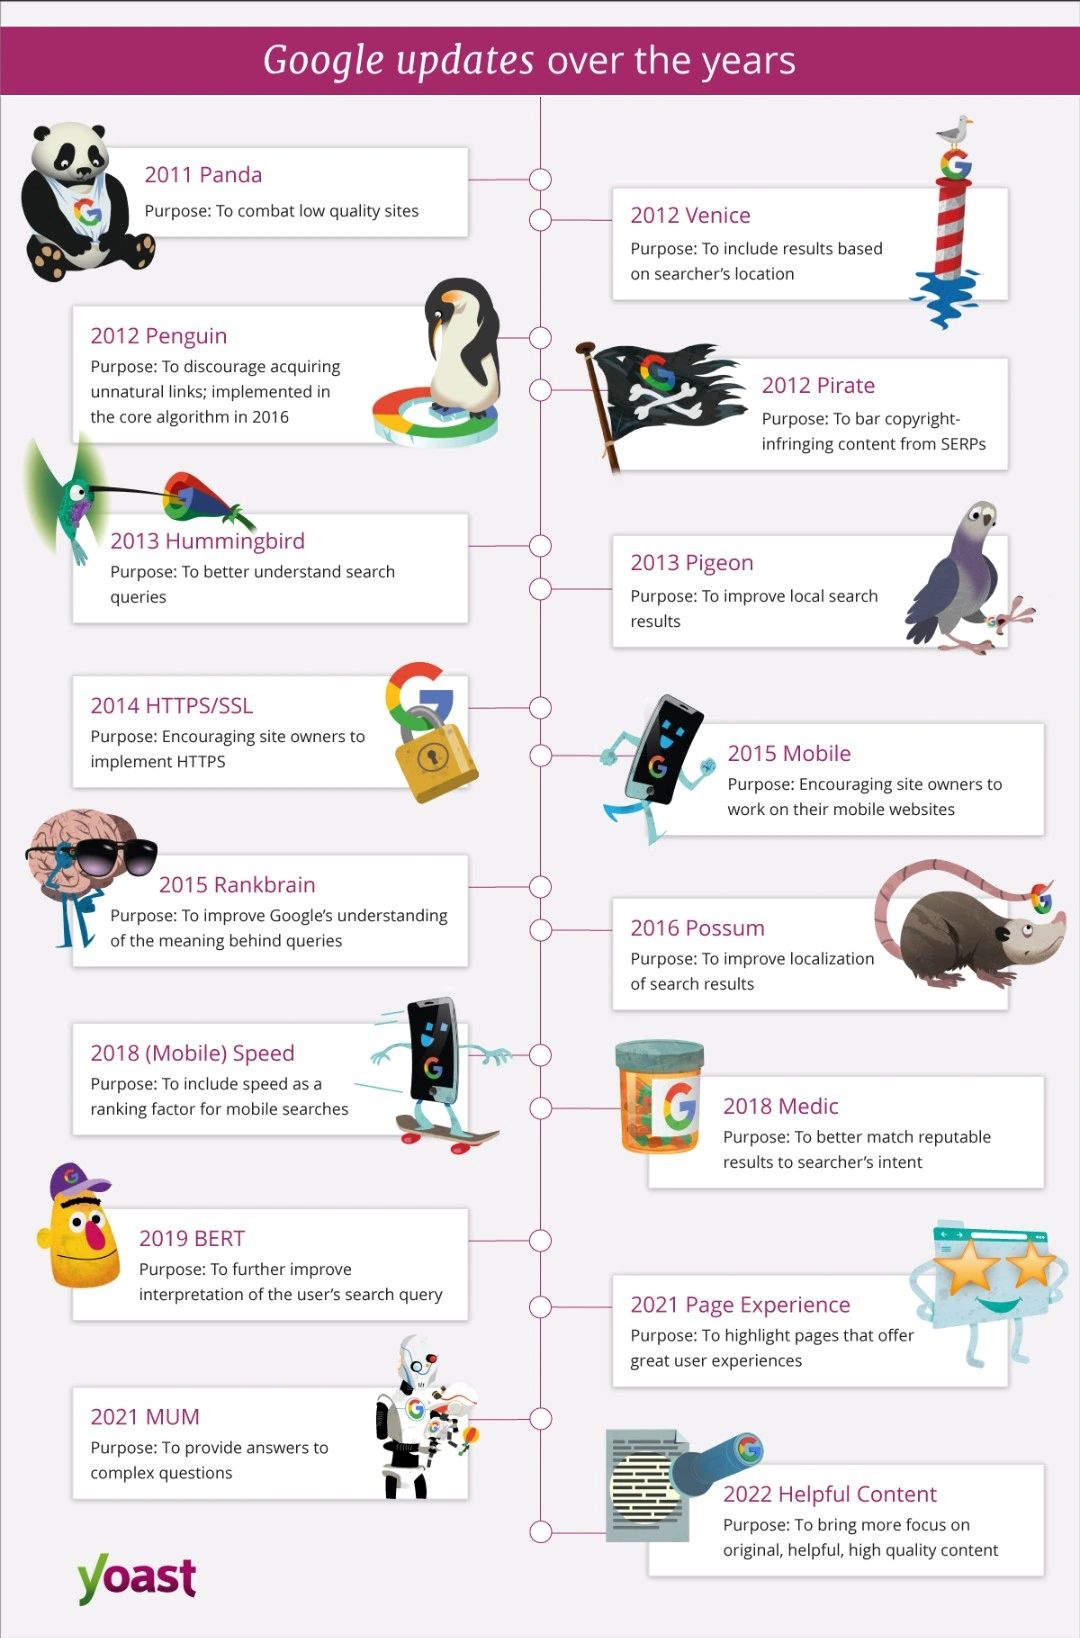 Google updates over the years
2011 Panda
Purpose: To combat low quality sites
2012 Venice
Purpose: To include results based
on searcher's location
2012 Penguin
Purpose: To discourage acquiring
unnatural links; implemented in
the core algorithm in 2016
2012 Pirate
Purpose: To bar copyright-
infringing content from SERPs
2013 Hummingbird
Purpose: To better understand search
queries
2013 Pigeon
Purpose: To improve local search
results
2014 HTTPS/SSL
Purpose: Encouraging site owners to
implement HTTPS
2015 Mobile
Purpose: Encouraging site owners to
work on their mobile websites
2015 Rankbrain
Purpose: To improve Google's understanding
of the meaning behind queries
2016 Possum
Purpose: To improve localization
of search results
2018 (Mobile) Speed
Purpose: To include speed as a
ranking factor for mobile searches
2018 Medic
Purpose: To better match reputable
results to searcher's intent
2019 BERT
Purpose: To further improve
interpretation of the user's search query
2021 Page Experience
Purpose: To highlight pages that offer
great user experiences
2021 MUM
Purpose: To provide answers to
complex questions
2022 Helpful Content
Purpose: To bring more focus on
original, helpful, high quality content
yoast